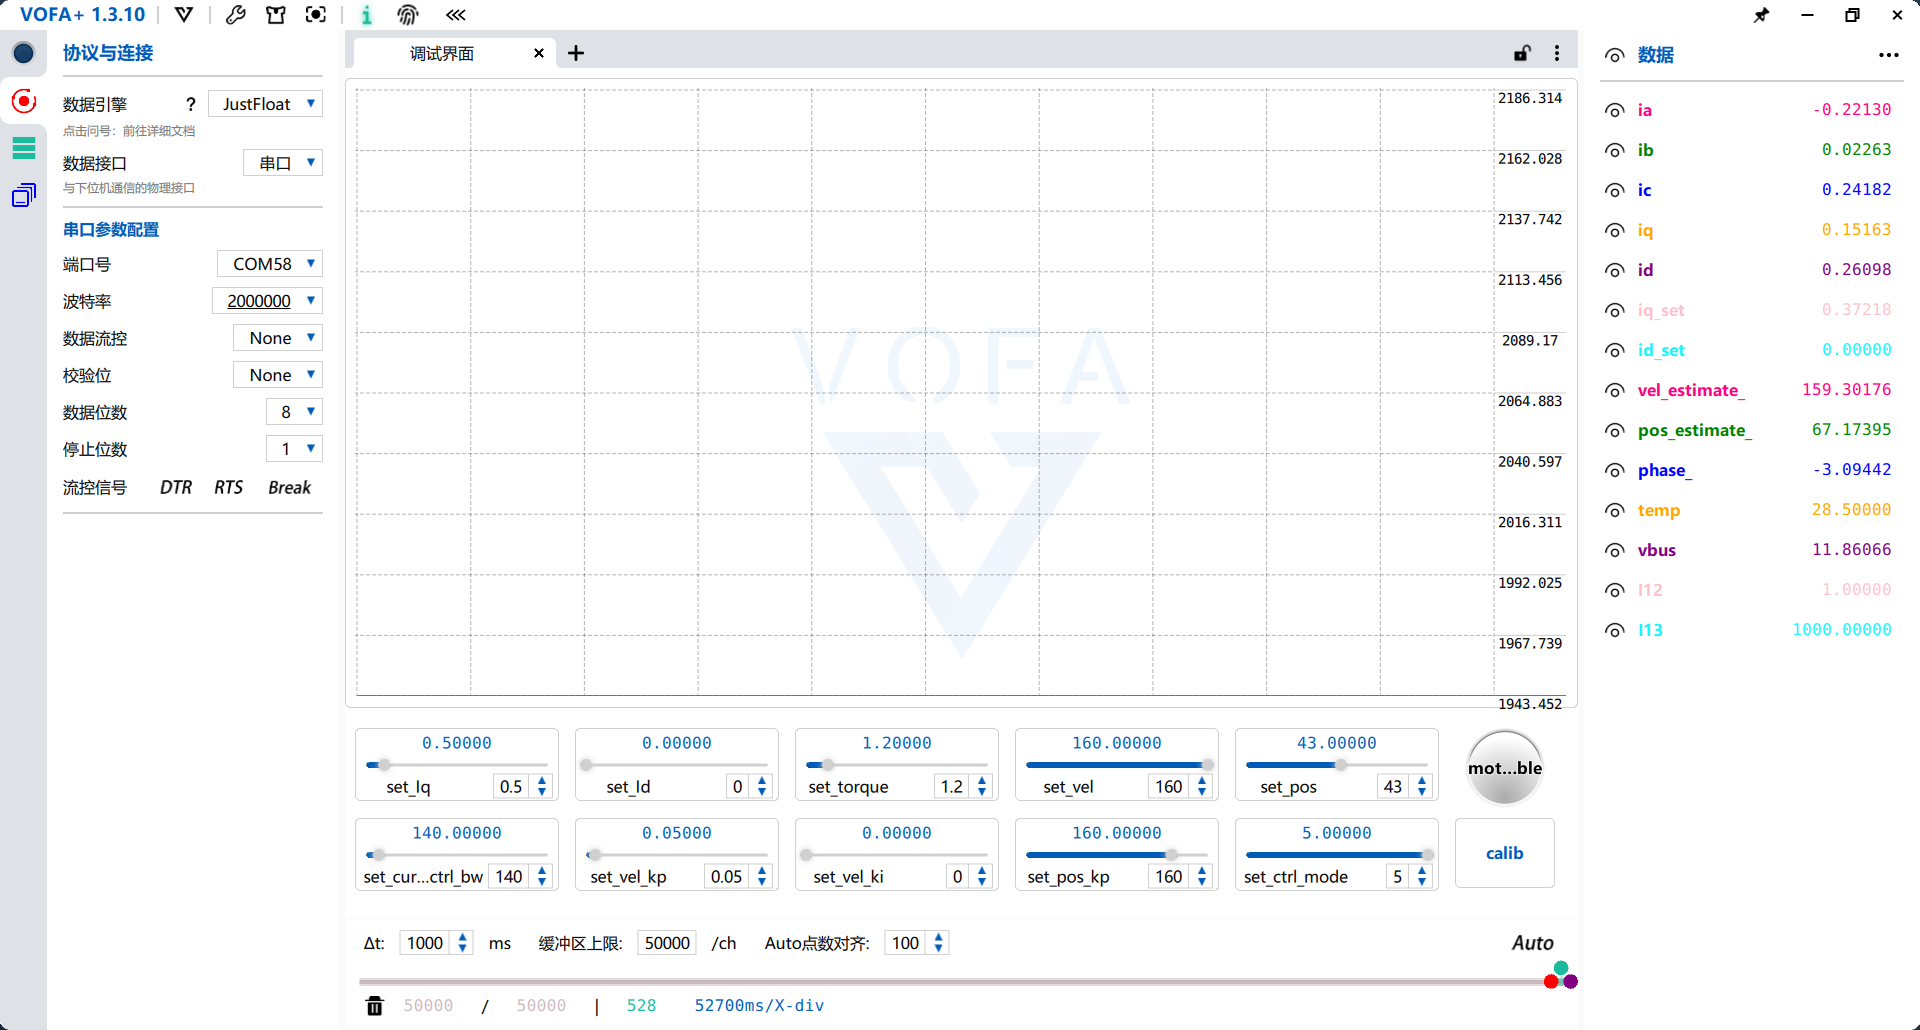 VOFA+ 1.3.10
协议与连接
数据引擎 ? JustFloat
点击问号：前往详细文档
数据接口 串口
与下位机通信的物理接口
串口参数配置
端口号 COM58
波特率 2000000
数据流控 None
校验位 None
数据位数 8
停止位数 1
流控信号 DTR RTS Break
调试界面
2186.314
2162.028
2137.742
2113.456
2089.17
2064.883
2040.597
2016.311
1992.025
1967.739
1943.452
VOFA
0.50000
set_Iq 0.5
0.00000
set_Id 0
1.20000
set_torque 1.2
160.00000
set_vel 160
43.00000
set_pos 43
mot...ble
140.00000
set_cur...ctrl_bw 140
0.05000
set_vel_kp 0.05
0.00000
set_vel_ki 0
160.00000
set_pos_kp 160
5.00000
set_ctrl_mode 5
calib
Δt: 1000 ms 缓冲区上限: 50000 /ch Auto点数对齐: 100 Auto
50000 / 50000 | 528 52700ms/X-div
数据
ia -0.22130
ib 0.02263
ic 0.24182
iq 0.15163
id 0.26098
iq_set 0.37218
id_set 0.00000
vel_estimate_ 159.30176
pos_estimate_ 67.17395
phase_ -3.09442
temp 28.50000
vbus 11.86066
I12 1.00000
I13 1000.00000